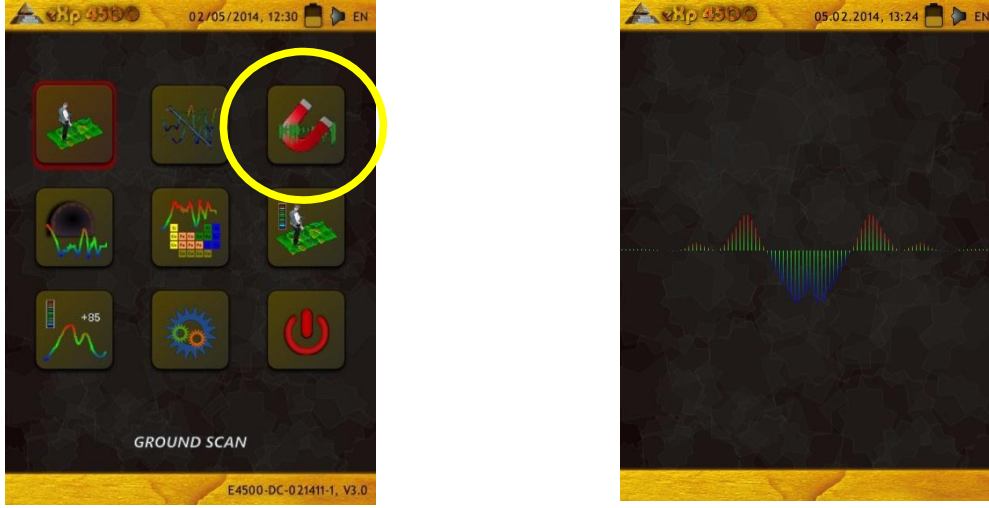 eXp 4500 02/05/2014, 12:30 EN
+85
GROUND SCAN
E4500-DC-021411-1, V3.0
eXp 4500 05.02.2014, 13:24 EN